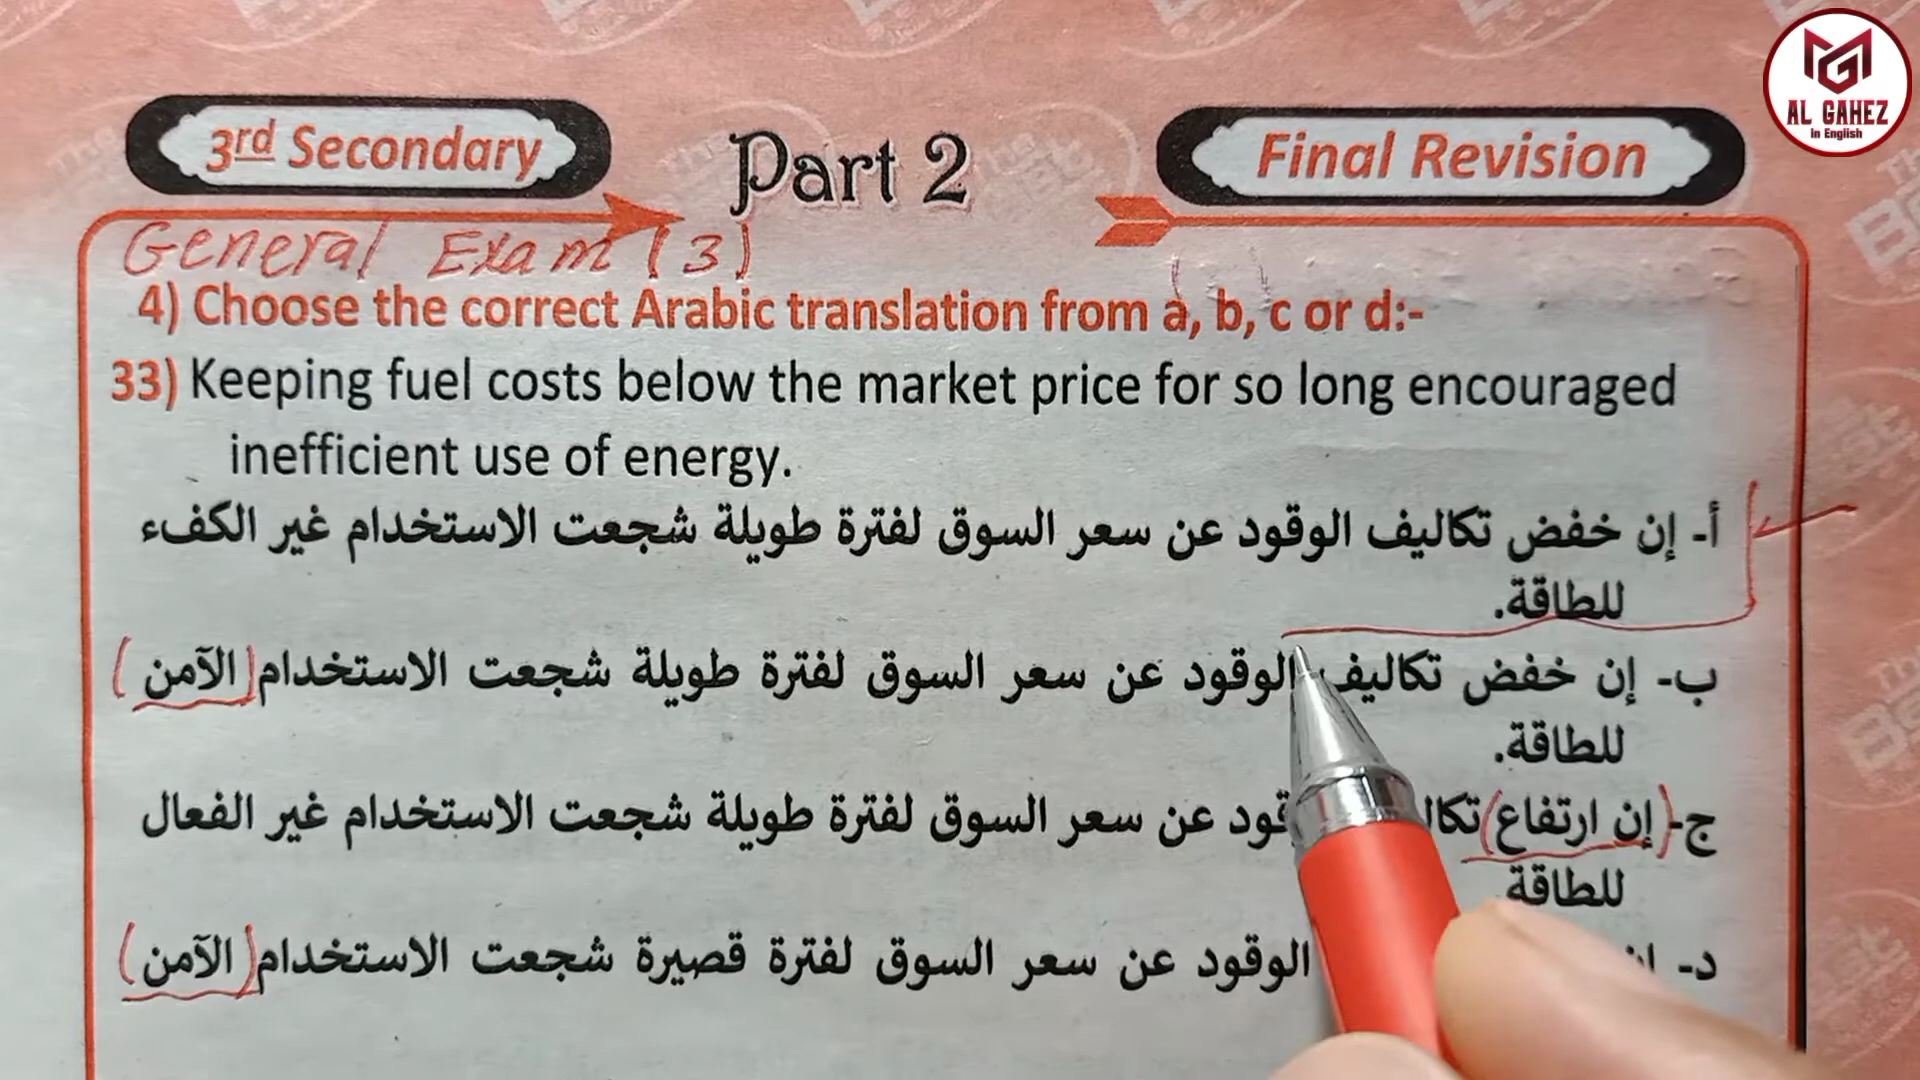 AL GAHEZ
in English
3rd Secondary
Part 2
Final Revision
General Exam (3)
4) Choose the correct Arabic translation from a, b, c or d:-
33) Keeping fuel costs below the market price for so long encouraged
inefficient use of energy.
أ- إن خفض تكاليف الوقود عن سعر السوق لفترة طويلة شجعت الاستخدام غير الكفء
للطاقة.
ب- إن خفض تكاليف الوقود عن سعر السوق لفترة طويلة شجعت الاستخدام (الآمن)
للطاقة.
ج- (إن ارتفاع) عن سعر السوق لفترة طويلة شجعت الاستخدام غير الفعال
للطاقة
د- الوقود عن سعر السوق لفترة قصيرة شجعت الاستخدام (الآمن)